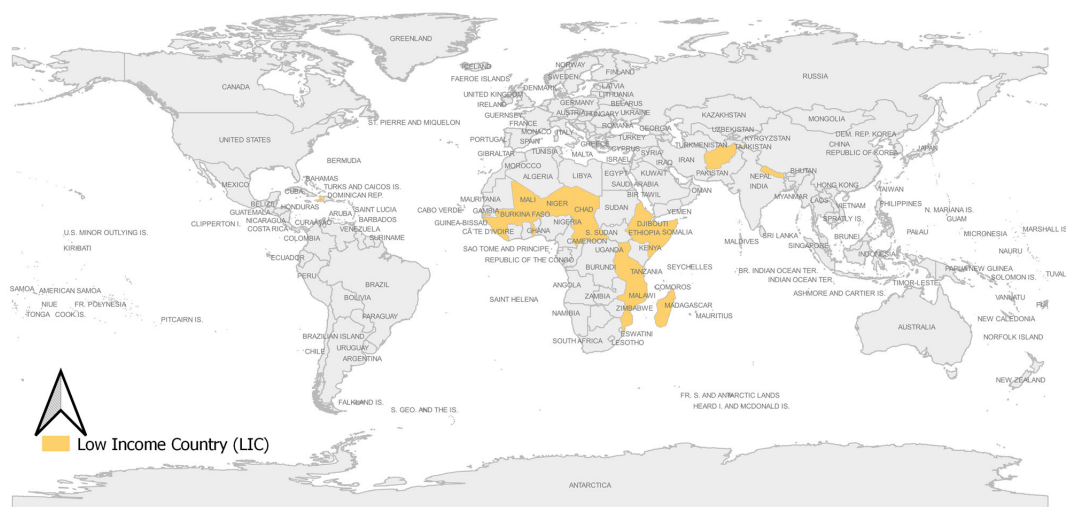 GREENLAND
ICELAND
NORWAY
FAEROE ISLANDS
SWEDEN
FINLAND
RUSSIA
CANADA
DENMARK
LATVIA
LITHUANIA
UNITED KINGDOM
IRELAND
GERMANY
BELARUS
GUERNSEY
AUSTRIA
HUNGARY
UKRAINE
KAZAKHSTAN
MONGOLIA
ST. PIERRE AND MIQUELON
FRANCE
ROMANIA
GEORGIA
UZBEKISTAN
KYRGYZSTAN
DEM. REP. KOREA
UNITED STATES
PORTUGAL
MONACO
ITALY
SPAIN
GREECE
TURKEY
TURKMENISTAN
TAJIKISTAN
CHINA
REPUBLIC OF KOREA
JAPAN
GIBRALTAR
TUNISIA
MALTA
CYPRUS
SYRIA
ISRAEL
IRAQ
IRAN
BERMUDA
MOROCCO
ALGERIA
LIBYA
EGYPT
KUWAIT
PAKISTAN
NEPAL
BHUTAN
BAHAMAS
MEXICO
CUBA
TURKS AND CAICOS IS.
DOMINICAN REP.
SAUDI ARABIA
BIR TAWIL
OMAN
INDIA
MYANMAR
LAOS
HONG KONG
TAIWAN
BELIZE
HONDURAS
GUATEMALA
NICARAGUA
COSTA RICA
CLIPPERTON I.
ARUBA
CURAÃ§AO
SAINT LUCIA
BARBADOS
CABO VERDE
MAURITANIA
MALI
NIGER
CHAD
SUDAN
YEMEN
VIETNAM
PHILIPPINES
N. MARIANA IS.
GUAM
GAMBIA
GUINEA-BISSAU
BURKINA FASO
NIGERIA
DJIBOUTI
SPRATLY IS.
U.S. MINOR OUTLYING IS.
VENEZUELA
COLOMBIA
SURINAME
CÃ´TE D'IVOIRE
GHANA
CAMEROON
S. SUDAN
ETHIOPIA
SOMALIA
SRI LANKA
MALDIVES
BRUNEI
PALAU
MICRONESIA
MARSHALL IS
KIRIBATI
ECUADOR
SAO TOME AND PRINCIPE
REPUBLIC OF THE CONGO
UGANDA
KENYA
SINGAPORE
INDONESIA
NAURU
PERU
BRAZIL
BURUNDI
TANZANIA
SEYCHELLES
BR. INDIAN OCEAN TER.
INDIAN OCEAN TER.
PAPUA NEW GUINEA
SOLOMON IS.
TUVAL
SAMOA
AMERICAN SAMOA
NIUE
FR. POLYNESIA
TONGA
COOK IS.
PITCAIRN IS.
BOLIVIA
PARAGUAY
SAINT HELENA
ANGOLA
ZAMBIA
MALAWI
COMOROS
MADAGASCAR
MAURITIUS
ZIMBABWE
NAMIBIA
ASHMORE AND CARTIER IS.
TIMOR-LESTE
VANUATU
FIJI
NEW CALEDONIA
AUSTRALIA
NORFOLK ISLAND
BRAZILIAN ISLAND
CHILE
URUGUAY
ARGENTINA
SOUTH AFRICA
ESWATINI
LESOTHO
NEW ZEALAND
FALKLAND IS.
S. GEO. AND THE IS.
FR. S. AND ANTARCTIC LANDS
HEARD I. AND MCDONALD IS.
Low Income Country (LIC)
ANTARCTICA